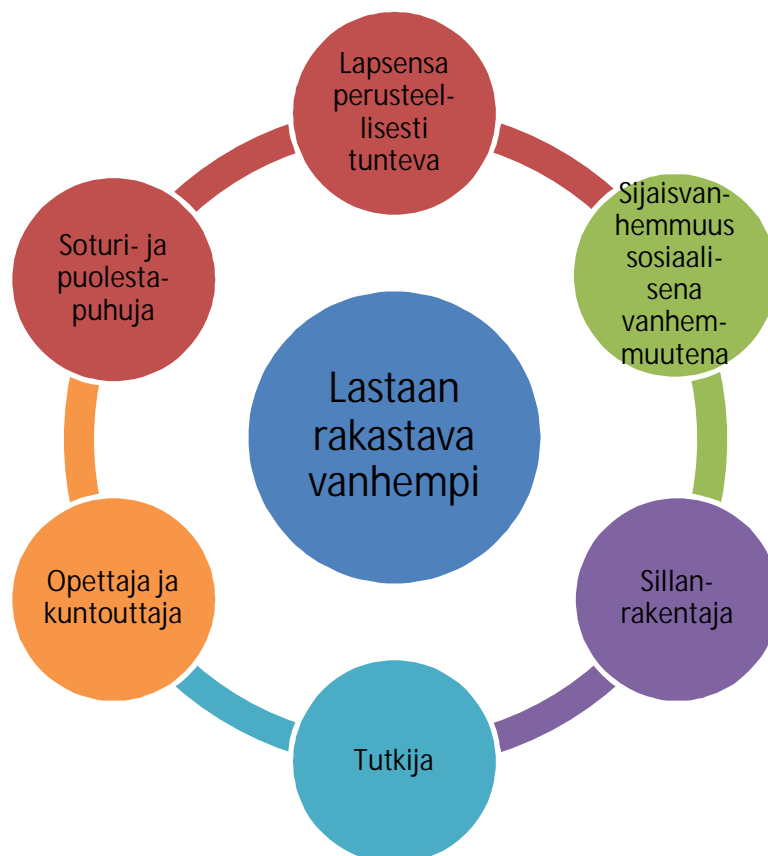 Lapsensa
perusteel-
lisesti
tunteva
Sijaisvan-
hemmuus
sosiaali-
sena
vanhem-
muutena
Soturi- ja
puolesta-
puhuja
Lastaan
rakastava
vanhempi
Opettaja ja
kuntouttaja
Sillan-
rakentaja
Tutkija